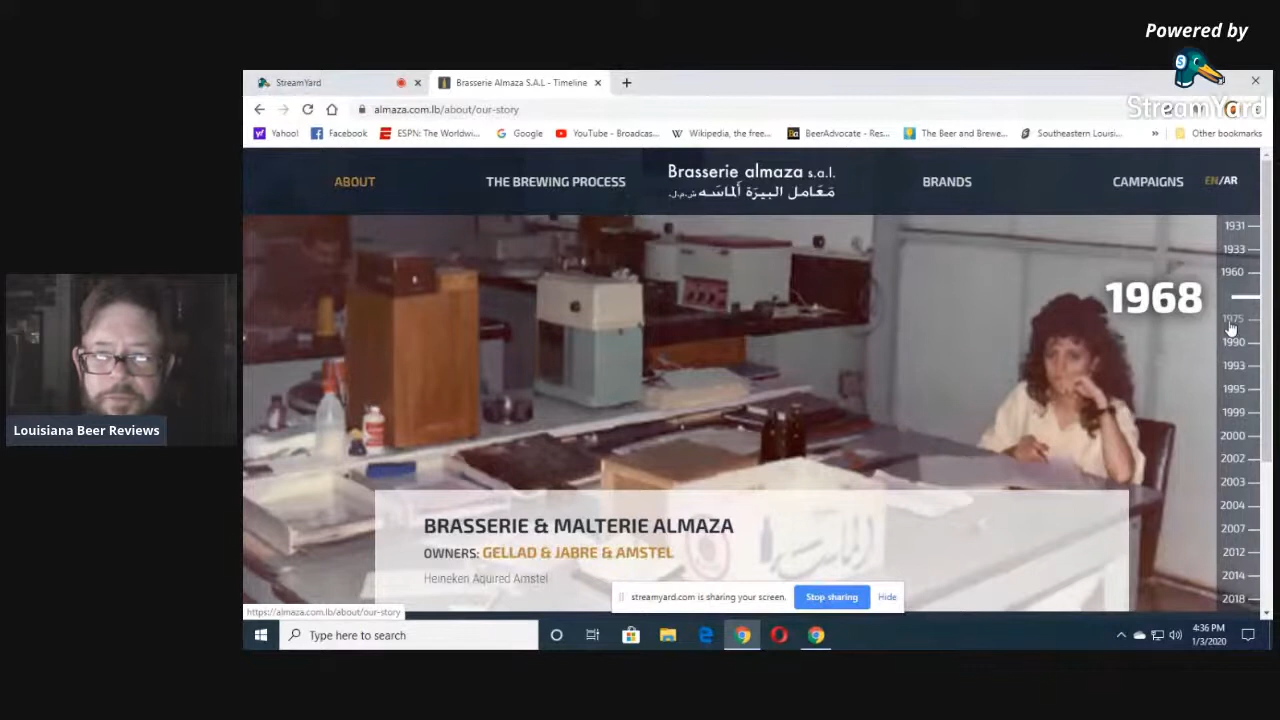 Powered by
StreamYard
StreamYard
Brasserie Almaza S.A.L - Timeline
almaza.com.lb/about/our-story
Yahoo!
Facebook
ESPN: The Worldwi...
Google
YouTube - Broadcas...
Wikipedia, the free...
BeerAdvocate - Res...
The Beer and Brewe...
Southeastern Louisi...
Other bookmarks
ABOUT
THE BREWING PROCESS
Brasserie almaza s.a.l.
مَعَامل البيرَة ألماسَه ش.م.ل.
BRANDS
CAMPAIGNS
EN/AR
1931
1933
1960
1968
1975
1990
1993
1995
1999
2000
2002
2003
2004
2007
2012
2014
2018
Louisiana Beer Reviews
BRASSERIE & MALTERIE ALMAZA
OWNERS: GELLAD & JABRE & AMSTEL
Heineken Aquired Amstel
streamyard.com is sharing your screen.
Stop sharing
Hide
https://almaza.com.lb/about/our-story
Type here to search
4:36 PM
1/3/2020